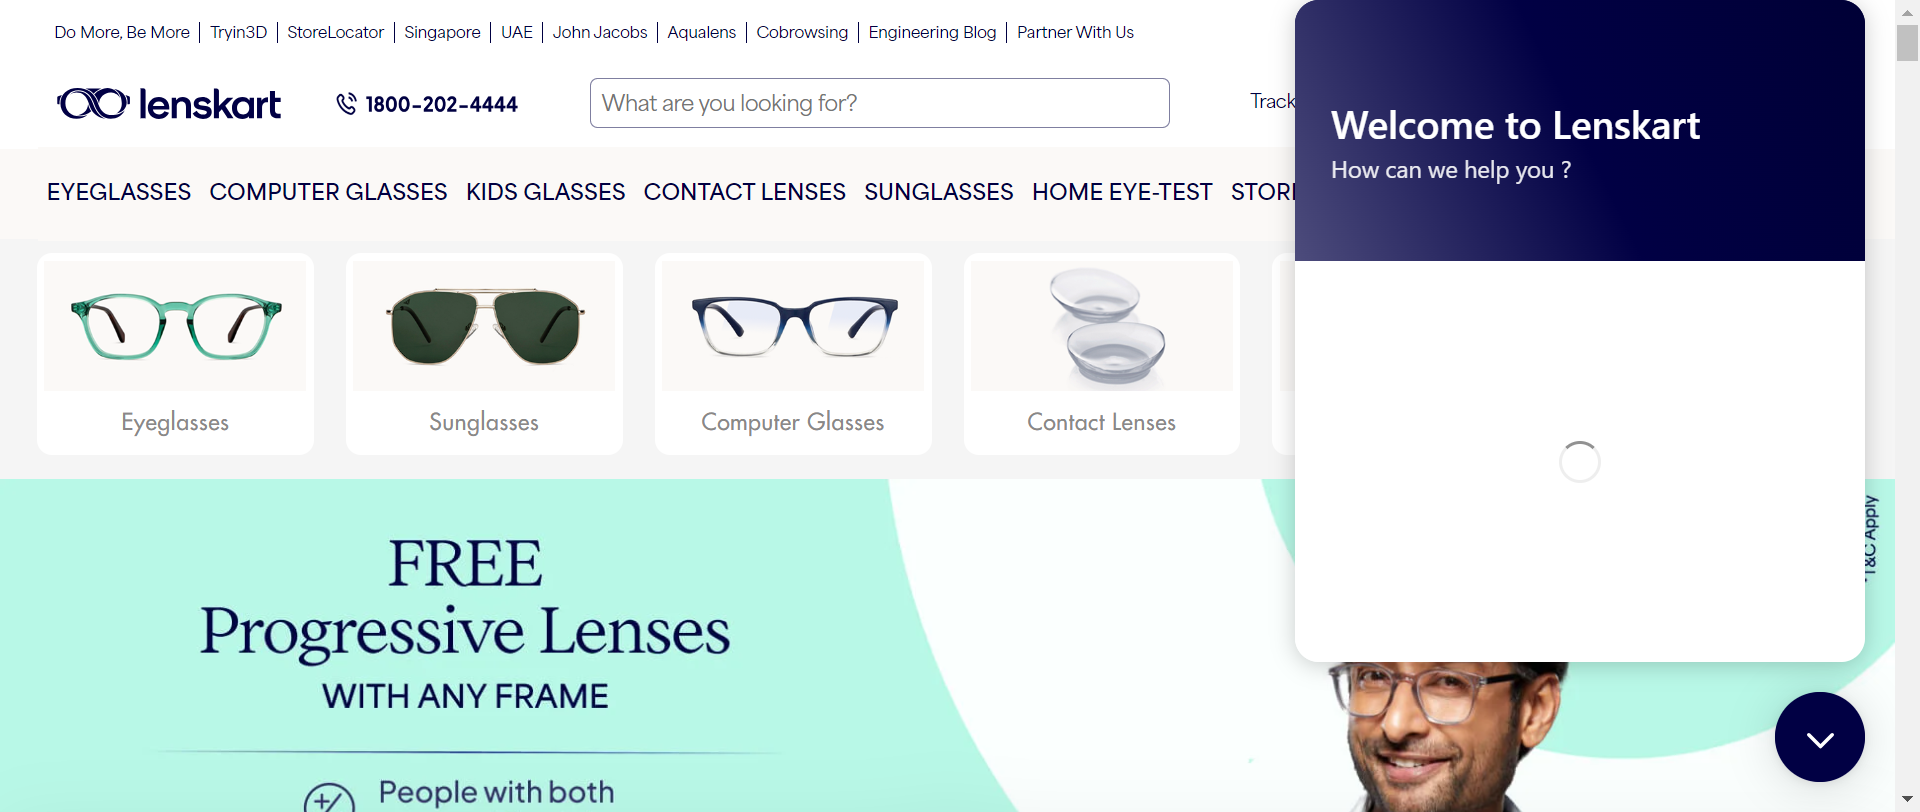 Do More, Be More Tryin3D StoreLocator Singapore UAE John Jacobs Aqualens Cobrowsing Engineering Blog Partner With Us
lenskart 1800-202-4444 What are you looking for? Track
EYEGLASSES COMPUTER GLASSES KIDS GLASSES CONTACT LENSES SUNGLASSES HOME EYE-TEST
Eyeglasses Sunglasses Computer Glasses Contact Lenses
FREE
Progressive Lenses
WITH ANY FRAME
People with both
Welcome to Lenskart
How can we help you ?
T&C Apply